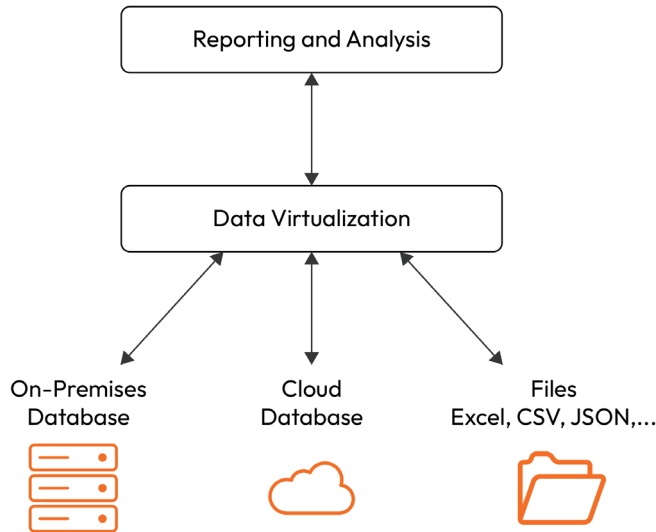 Reporting and Analysis
Data Virtualization
On-Premises
Database
Cloud
Database
Files
Excel, CSV, JSON,...